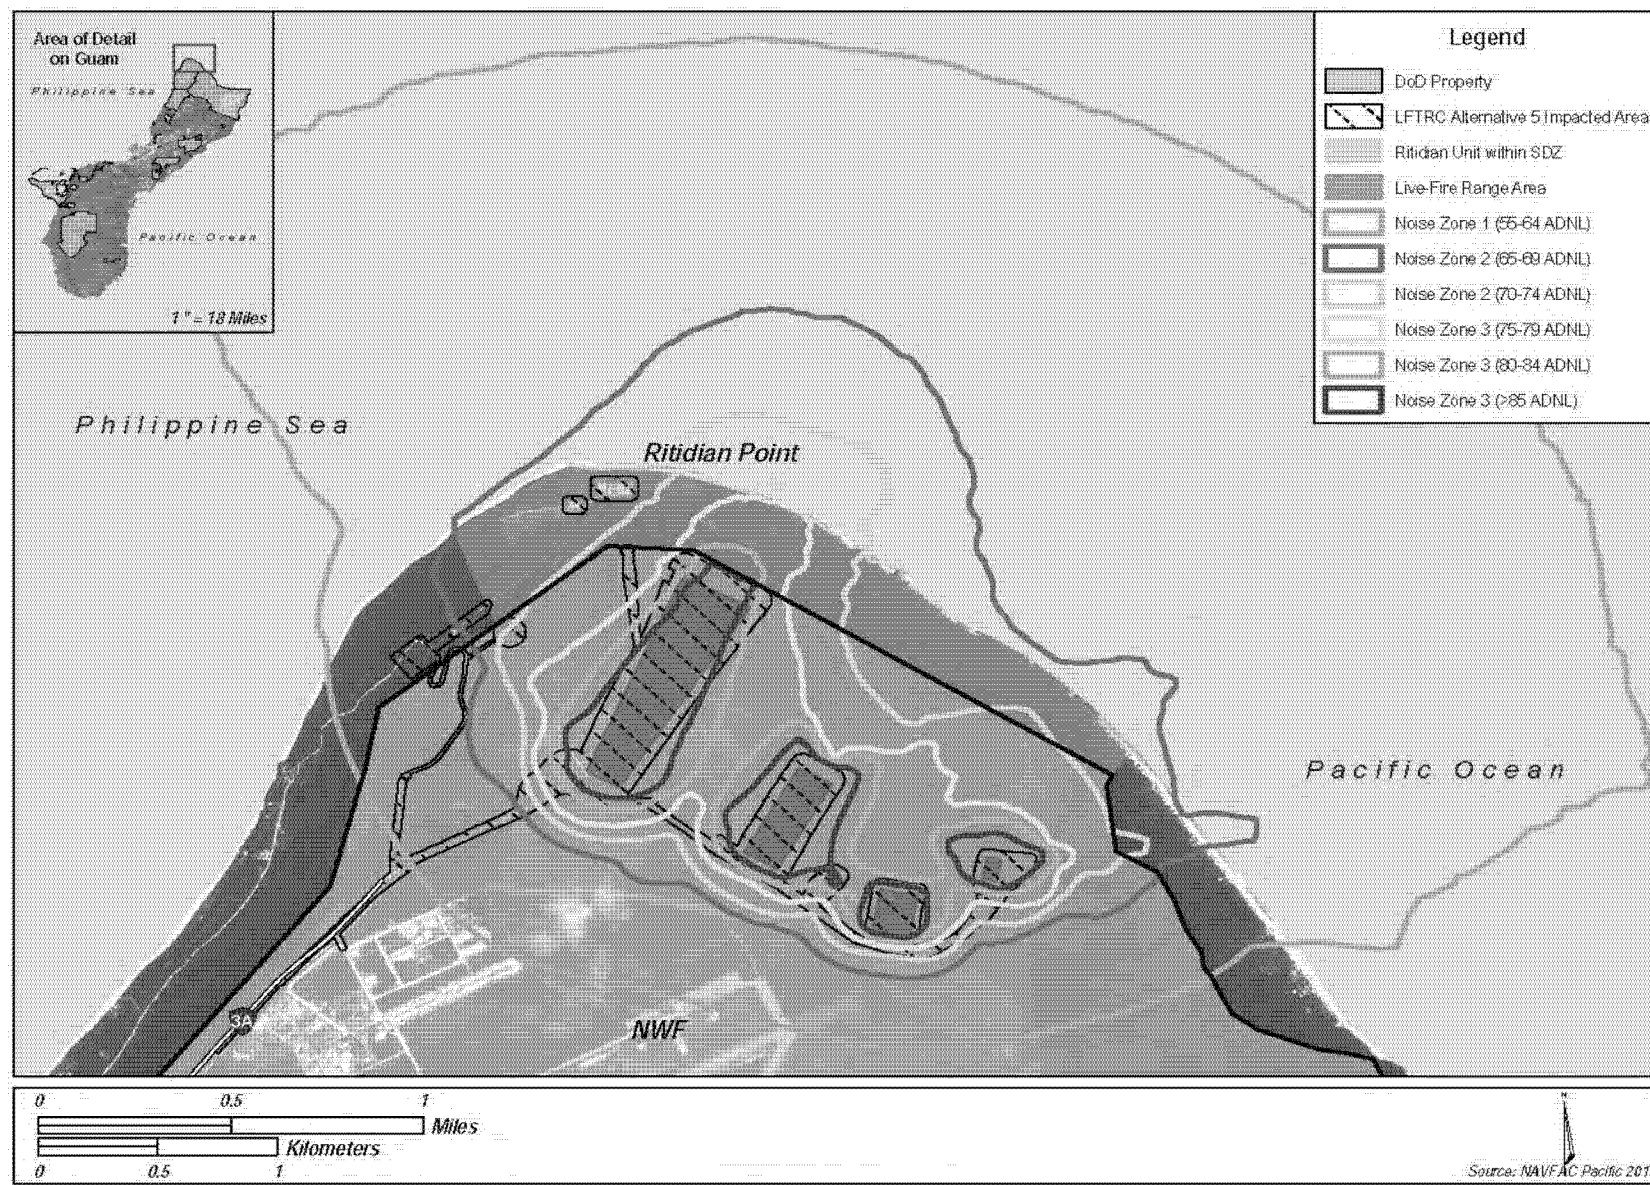 Area of Detail
on Guam
Philippine Sea
Pacific Ocean
1" = 18 Miles
Legend
DoD Property
LFTRC Alternative 5 Impacted Area
Ritidian Unit within SDZ
Live-Fire Range Area
Noise Zone 1 (55-64 ADNL)
Noise Zone 2 (65-69 ADNL)
Noise Zone 2 (70-74 ADNL)
Noise Zone 3 (75-79 ADNL)
Noise Zone 3 (80-84 ADNL)
Noise Zone 3 (>85 ADNL)
Philippine Sea
Ritidian Point
Pacific Ocean
3A
NWF
0 0.5 1
Miles
Kilometers
0 0.5 1
N
Source: NAVFAC Pacific 201